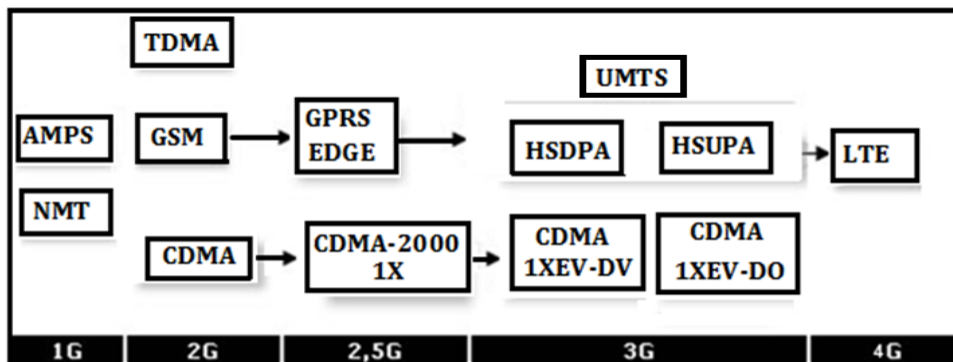 TDMA
UMTS
AMPS
GSM
GPRS
EDGE
HSDPA
HSUPA
LTE
NMT
CDMA
CDMA-2000
1X
CDMA
1XEV-DV
CDMA
1XEV-DO
1G
2G
2,5G
3G
4G